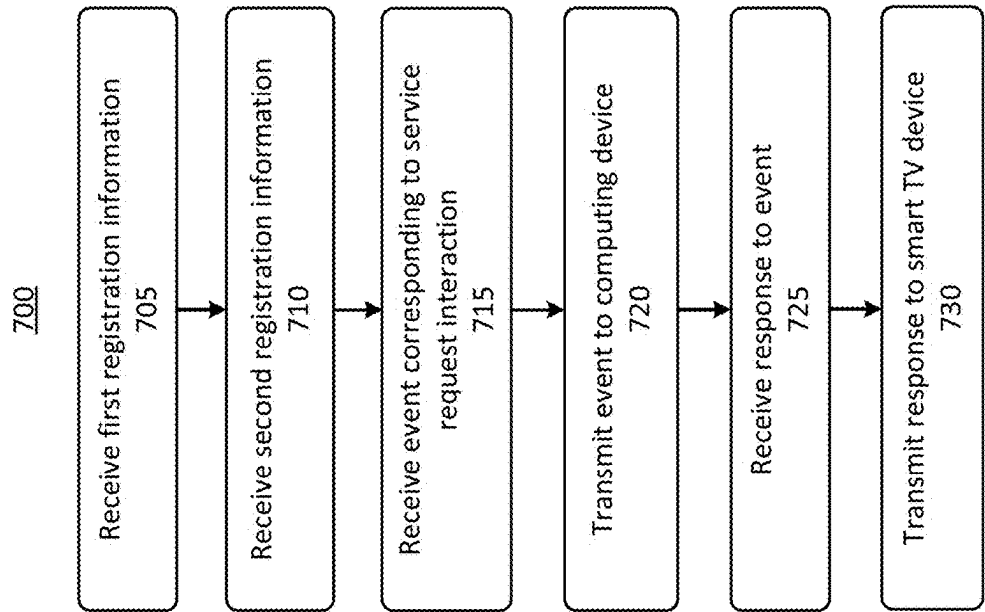 700
Receive first registration information
705
Receive second registration information
710
Receive event corresponding to service
request interaction
715
Transmit event to computing device
720
Receive response to event
725
Transmit response to smart TV device
730